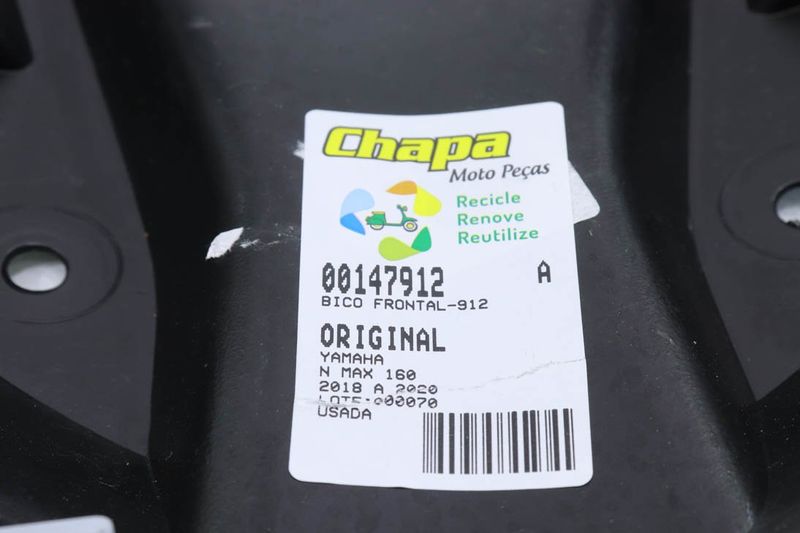 Chapa
Moto Peças
Recicle
Renove
Reutilize
00147912 A
BICO FRONTAL-912
ORIGINAL
YAMAHA
N MAX 160
2018 A 2020
LOTE:000070
USADA